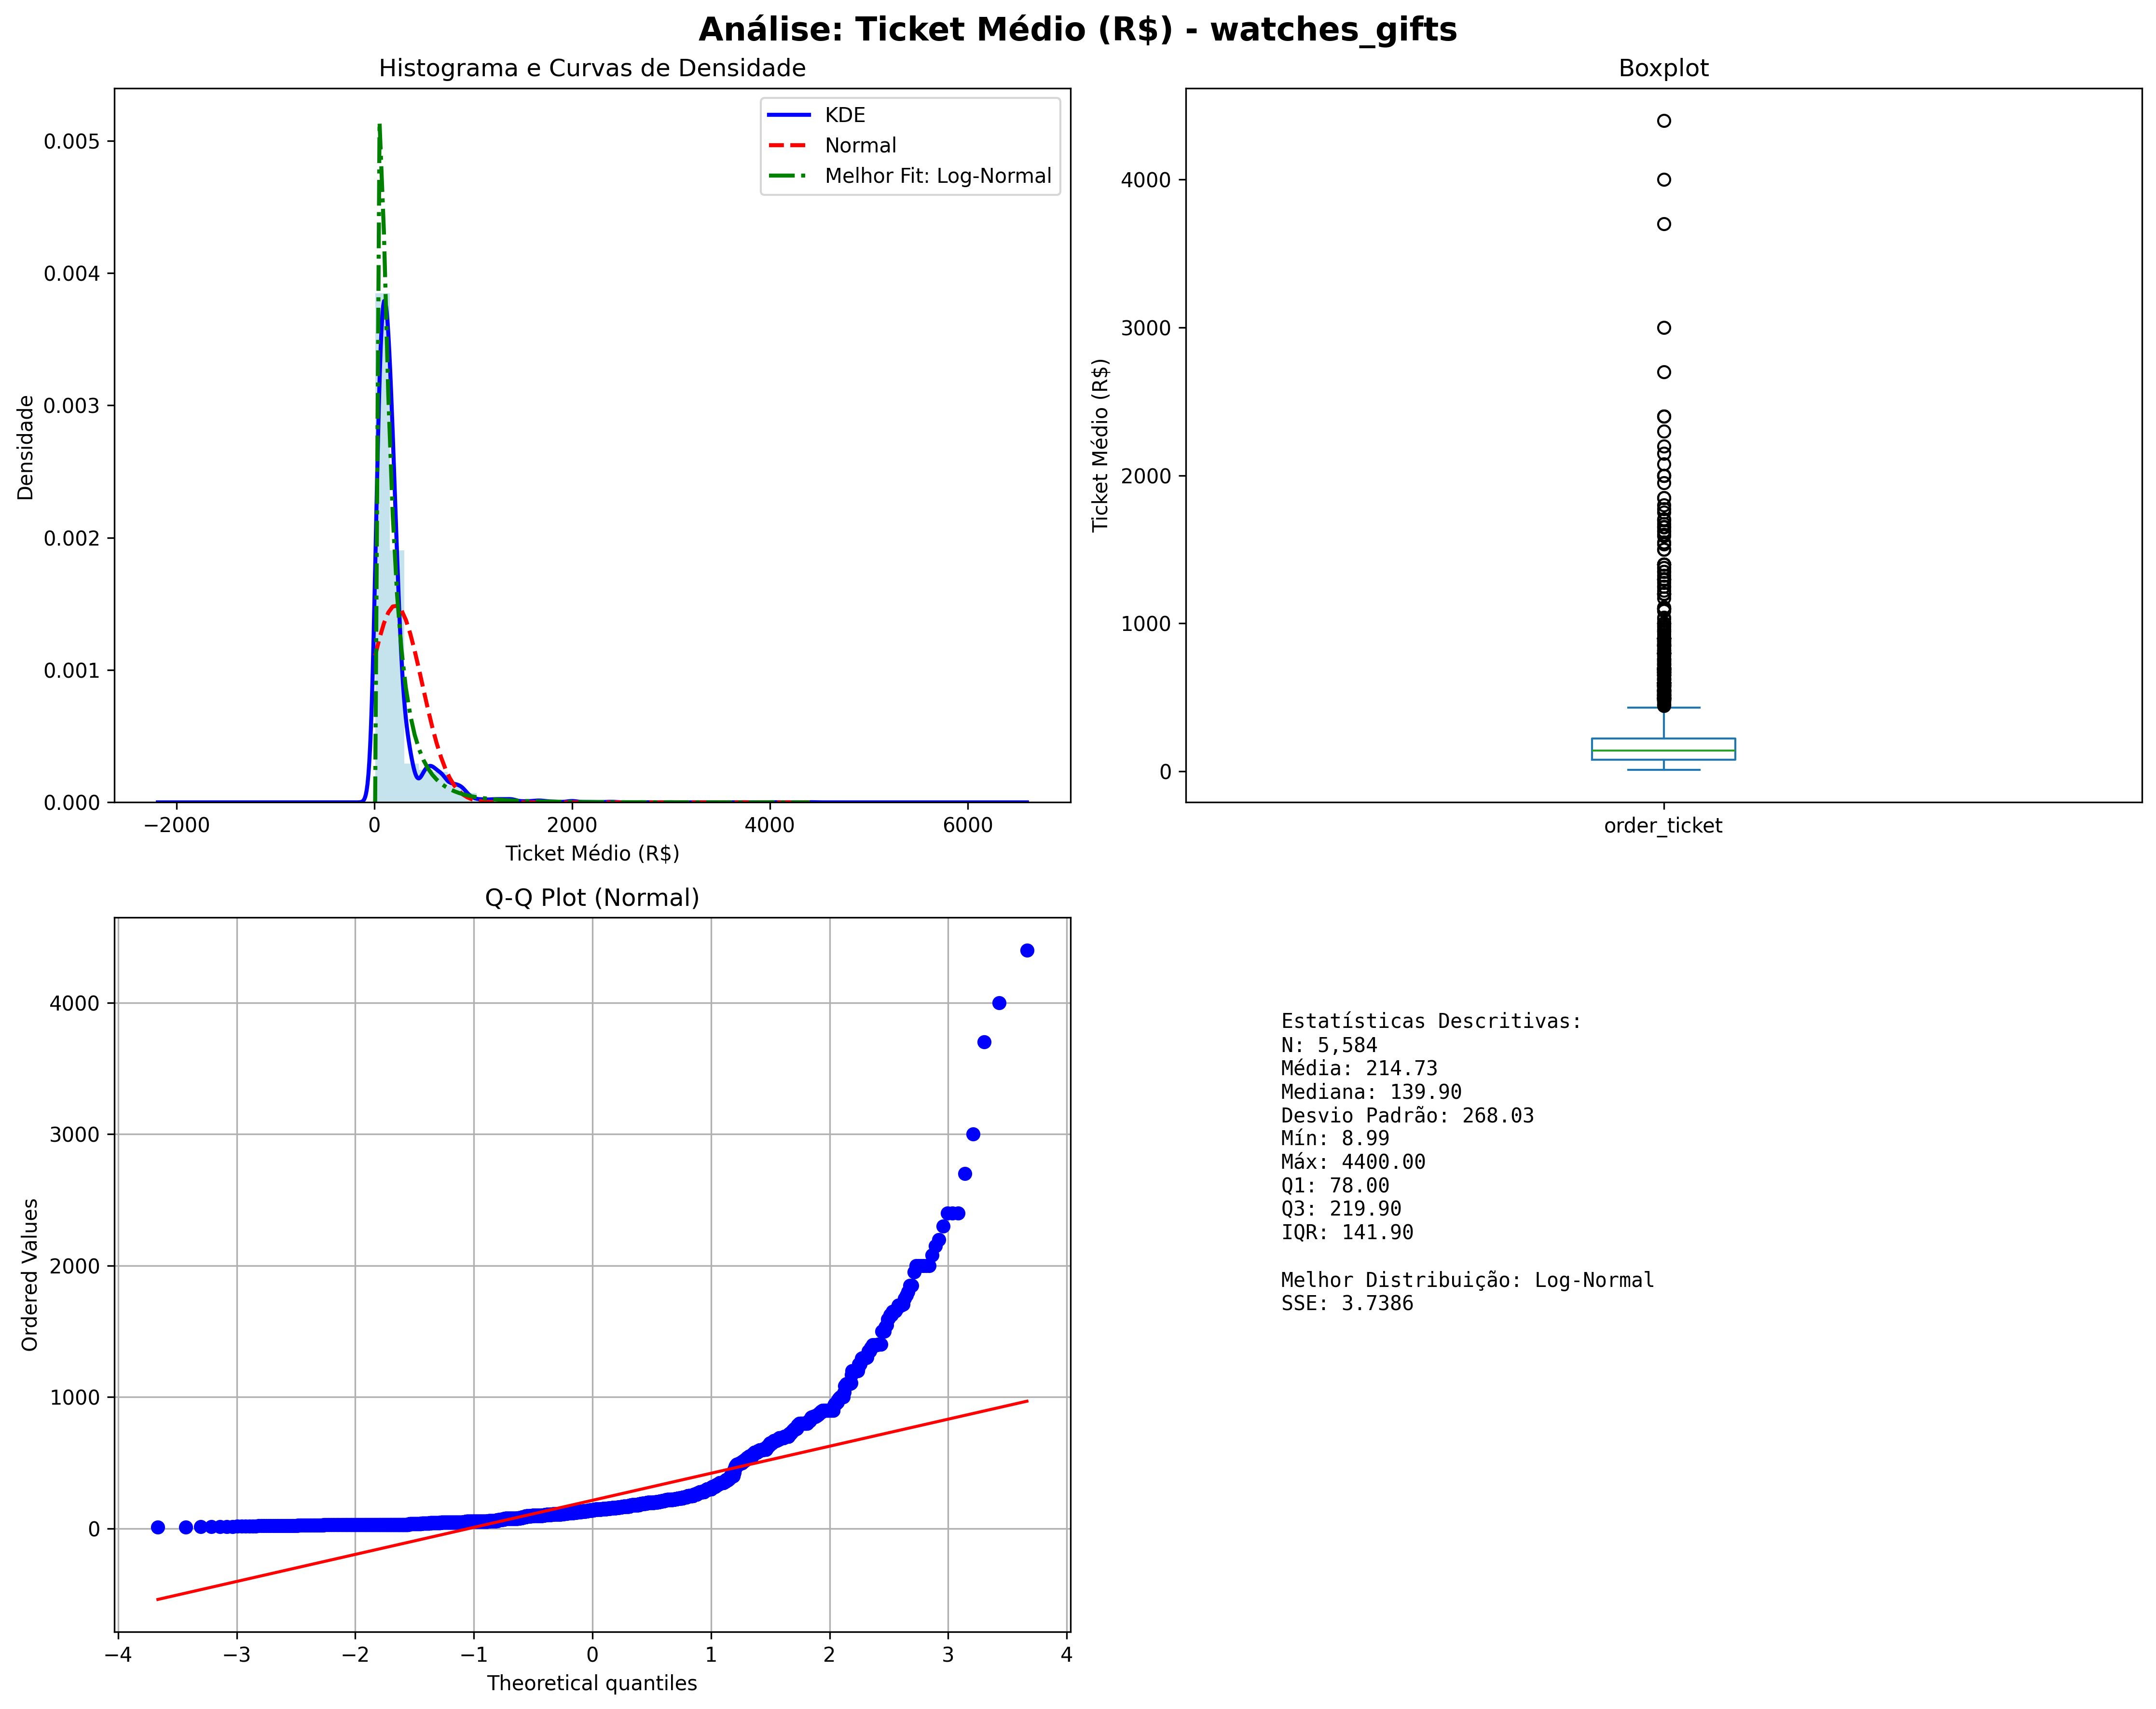 Análise: Ticket Médio (R$) - watches_gifts
Histograma e Curvas de Densidade
KDE
Normal
Melhor Fit: Log-Normal
0.005
0.004
0.003
0.002
0.001
0.000
Densidade
−2000
0
2000
4000
6000
Ticket Médio (R$)
Boxplot
4000
3000
2000
1000
0
Ticket Médio (R$)
order_ticket
Q-Q Plot (Normal)
4000
3000
2000
1000
0
Ordered Values
−4
−3
−2
−1
0
1
2
3
4
Theoretical quantiles
Estatísticas Descritivas:
N: 5,584
Média: 214.73
Mediana: 139.90
Desvio Padrão: 268.03
Mín: 8.99
Máx: 4400.00
Q1: 78.00
Q3: 219.90
IQR: 141.90
Melhor Distribuição: Log-Normal
SSE: 3.7386